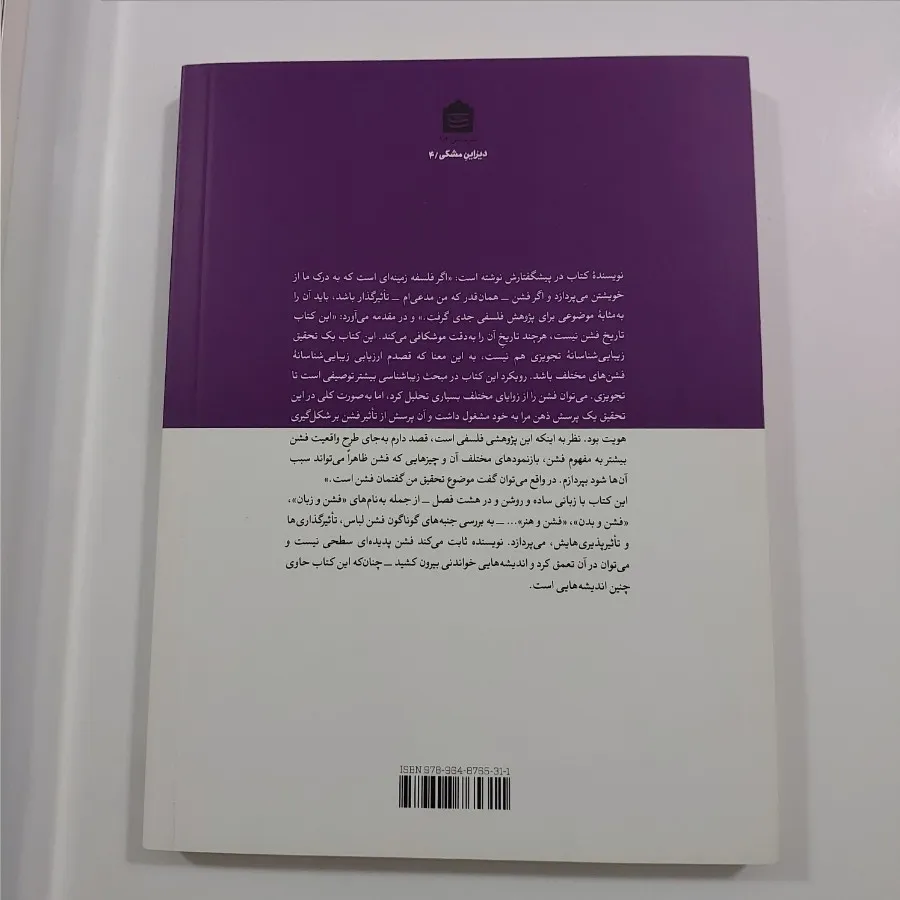 دیزاین مشکی /۴
نویسندهٔ کتاب در پیشگفتارش نوشته است: «اگر فلسفه زمینه‌ای است که به درک ما از
خویشتن می‌پردازد و اگر فشن ــ همان‌قدر که من مدعی‌ام ــ تأثیرگذار باشد، باید آن را
به‌مثابهٔ موضوعی برای پژوهش فلسفی جدی گرفت.» و در مقدمه می‌آورد: «این کتاب
تاریخ فشن نیست، هرچند تاریخ آن را به‌دقت موشکافی می‌کند. این کتاب یک تحقیق
زیبایی‌شناسانهٔ تجویزی هم نیست، به این معنا که قصدم ارزیابی زیبایی‌شناسانهٔ
فشن‌های مختلف باشد. رویکرد این کتاب در مبحث زیباشناسی بیشتر توصیفی است تا
تجویزی. می‌توان فشن را از زوایای مختلف بسیاری تحلیل کرد، اما به‌صورت کلی در این
تحقیق یک پرسش ذهن مرا به خود مشغول داشت و آن پرسش از تأثیر فشن بر شکل‌گیری
هویت بود. نظر به اینکه این پژوهشی فلسفی است، قصد دارم به‌جای طرح واقعیت فشن
بیشتر به مفهوم فشن، بازنمودهای مختلف آن و چیزهایی که فشن ظاهراً می‌تواند سبب
آن‌ها شود بپردازم. در واقع می‌توان گفت موضوع تحقیق من گفتمان فشن است.»
این کتاب با زبانی ساده و روشن و در هشت فصل ــ از جمله به‌نام‌های «فشن و زبان»،
«فشن و بدن»، «فشن و هنر»... ــ به بررسی جنبه‌های گوناگون فشن لباس، تأثیرگذاری‌ها
و تأثیرپذیری‌هایش، می‌پردازد. نویسنده ثابت می‌کند فشن پدیده‌ای سطحی نیست و
می‌توان در آن تعمق کرد و اندیشه‌هایی خواندنی بیرون کشید ــ چنان‌که این کتاب حاوی
چنین اندیشه‌هایی است.
ISBN 978-964-8765-31-1